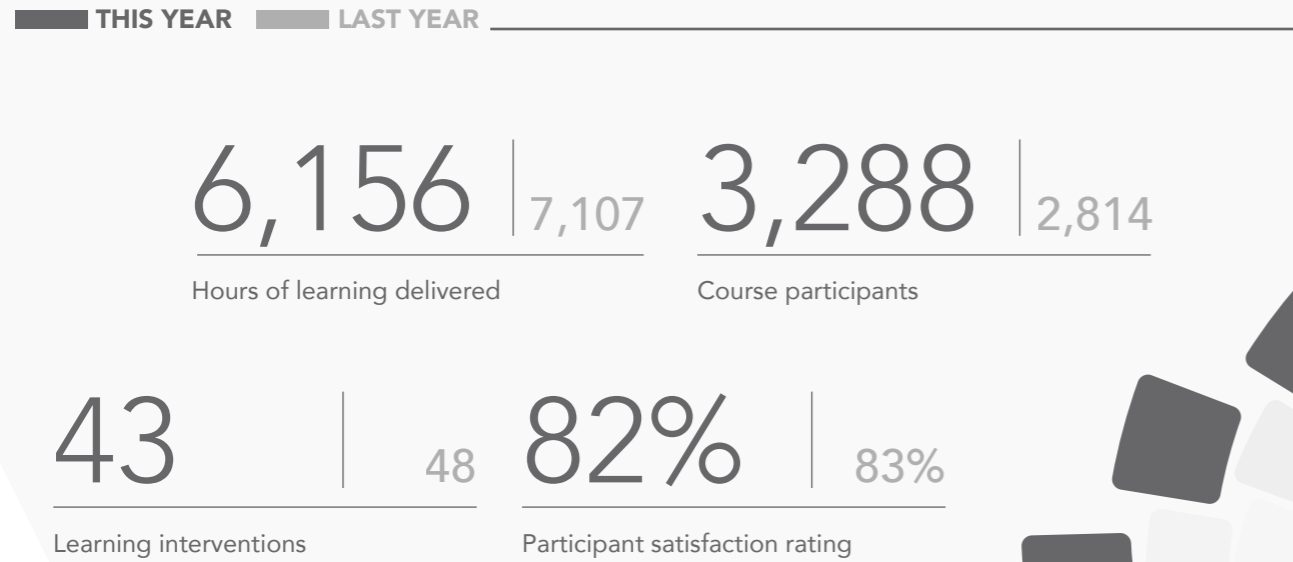 THIS YEAR LAST YEAR
6,156 7,107 3,288 2,814
Hours of learning delivered Course participants
43 48 82% 83%
Learning interventions Participant satisfaction rating